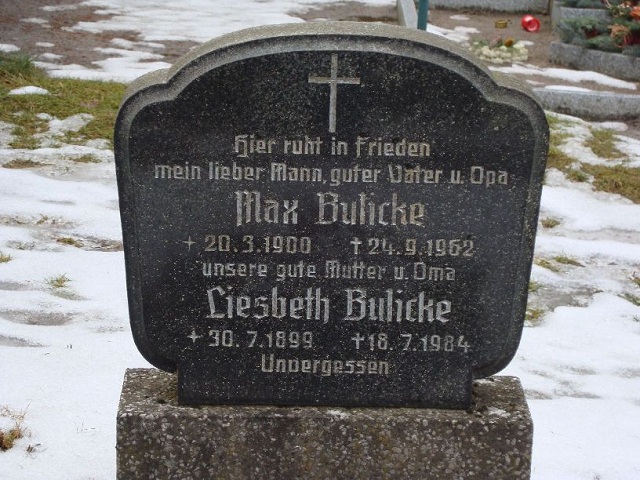 Hier ruht in Frieden
mein lieber Mann, guter Vater u. Opa
Max Bulicke
+ 20.3.1900 † 24.9.1962
unsere gute Mutter u. Oma
Liesbeth Bulicke
+ 30.7.1899 † 18.7.1984
Unvergessen